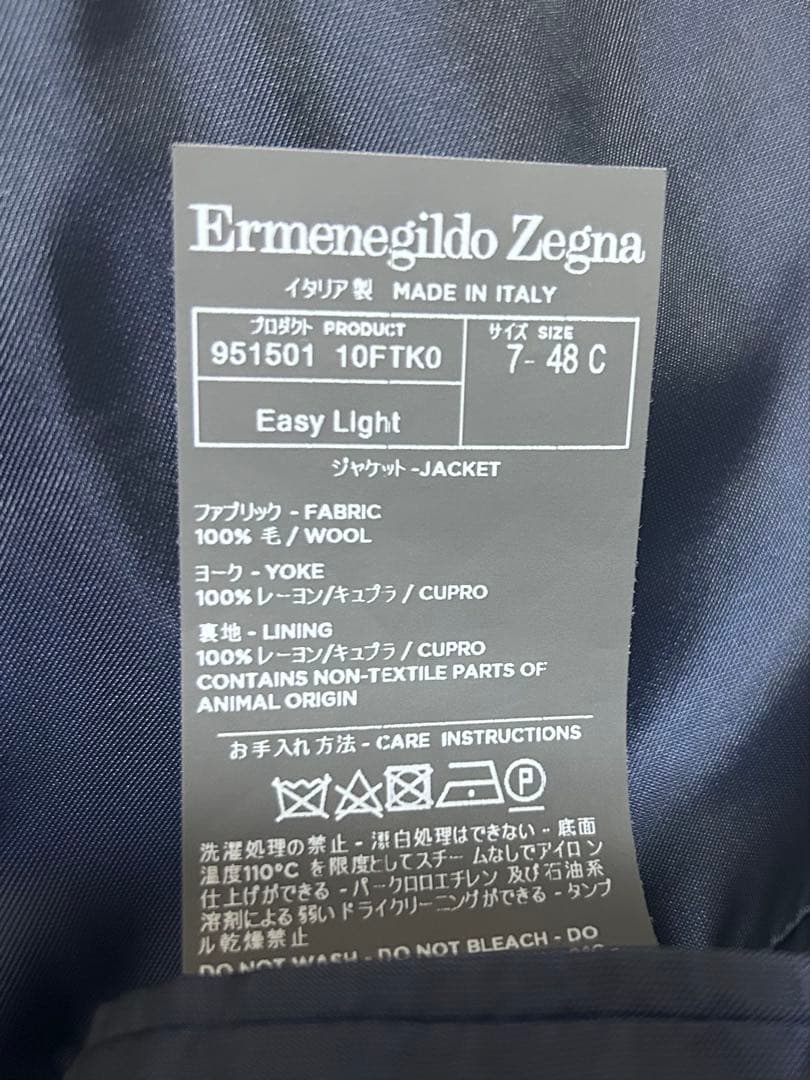 Ermenegildo Zegna
イタリア製 MADE IN ITALY
プロダクト PRODUCT
951501 10FTK0
サイズ SIZE
7- 48 C
Easy Light
ジャケット-JACKET
ファブリック - FABRIC
100% 毛 / WOOL
ヨーク - YOKE
100% レーヨン/キュプラ / CUPRO
裏地 - LINING
100% レーヨン/キュプラ / CUPRO
CONTAINS NON-TEXTILE PARTS OF
ANIMAL ORIGIN
お手入れ方法 - CARE INSTRUCTIONS
P
洗濯処理の禁止 - 漂白処理はできない - 底面
温度110°C を限度としてスチームなしでアイロン
仕上げができる - パークロロエチレン 及び石油系
溶剤による弱いドライクリーニングができる - タンブ
ル乾燥禁止
DO NOT WASH - DO NOT BLEACH - DO